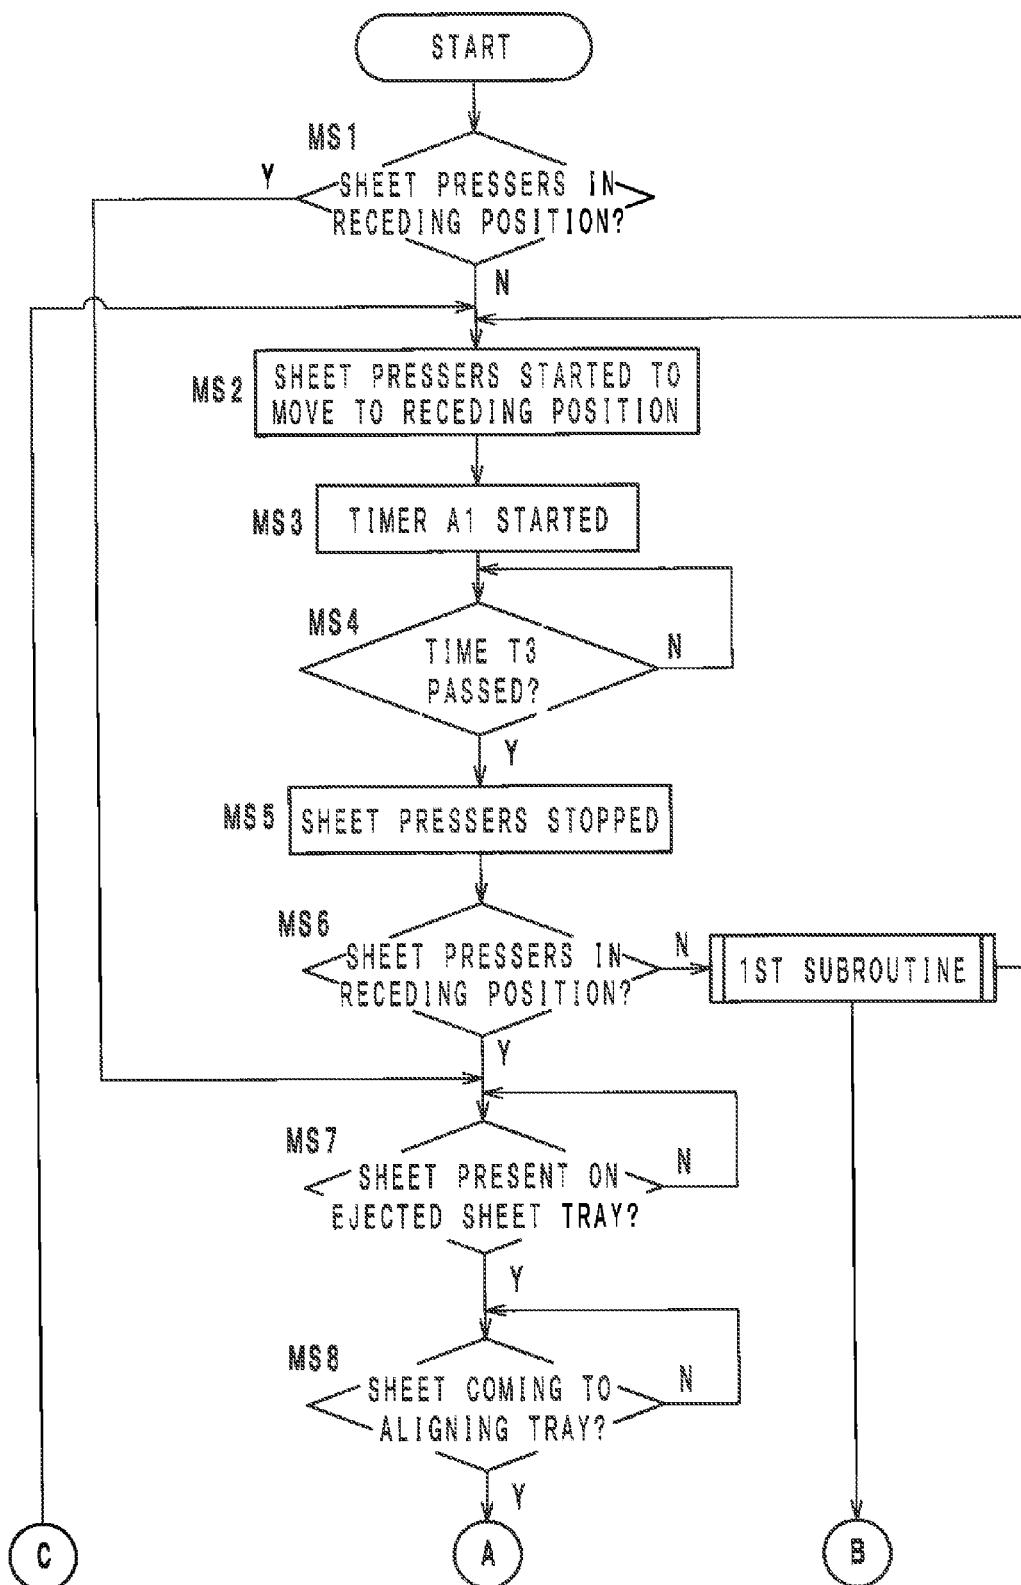 START
MS1
Y
SHEET PRESSERS IN
RECEDING POSITION?
N
MS2
SHEET PRESSERS STARTED TO
MOVE TO RECEDING POSITION
MS3
TIMER A1 STARTED
MS4
TIME T3
PASSED?
N
Y
MS5
SHEET PRESSERS STOPPED
MS6
SHEET PRESSERS IN
RECEDING POSITION?
N
1ST SUBROUTINE
Y
MS7
SHEET PRESENT ON
EJECTED SHEET TRAY?
N
Y
MS8
SHEET COMING TO
ALIGNING TRAY?
N
Y
C
A
B